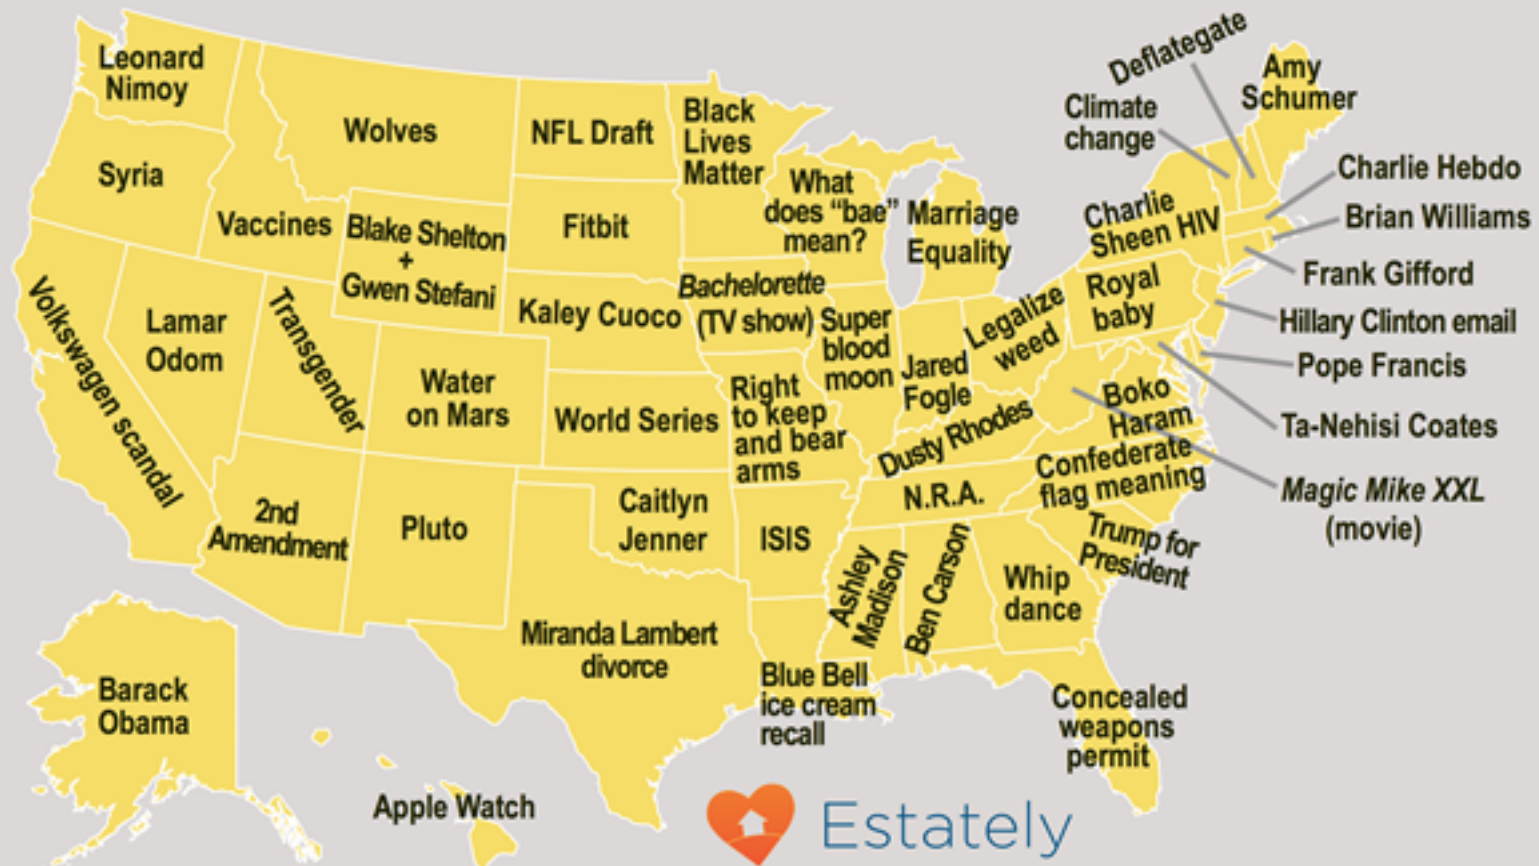 Leonard
Nimoy
Syria
Wolves
NFL Draft
Black
Lives
Matter
Vaccines
Blake Shelton
+
Gwen Stefani
Fitbit
What
does “bae”
mean?
Marriage
Equality
Deflategate
Climate
change
Amy
Schumer
Charlie Hebdo
Brian Williams
Frank Gifford
Charlie
Sheen HIV
Volkswagen scandal
Lamar
Odom
Transgender
Kaley Cuoco
Bachelorette
(TV show)
Super
blood
moon
Jared
Fogle
Legalize
weed
Royal
baby
Hillary Clinton email
Pope Francis
Ta-Nehisi Coates
Magic Mike XXL
(movie)
Water
on Mars
World Series
Right
to keep
and bear
arms
Dusty Rhodes
Boko
Haram
Confederate
flag meaning
2nd
Amendment
Pluto
Caitlyn
Jenner
ISIS
N.R.A.
Trump for
President
Miranda Lambert
divorce
Ashley
Madison
Ben Carson
Whip
dance
Blue Bell
ice cream
recall
Concealed
weapons
permit
Barack
Obama
Apple Watch
Estately